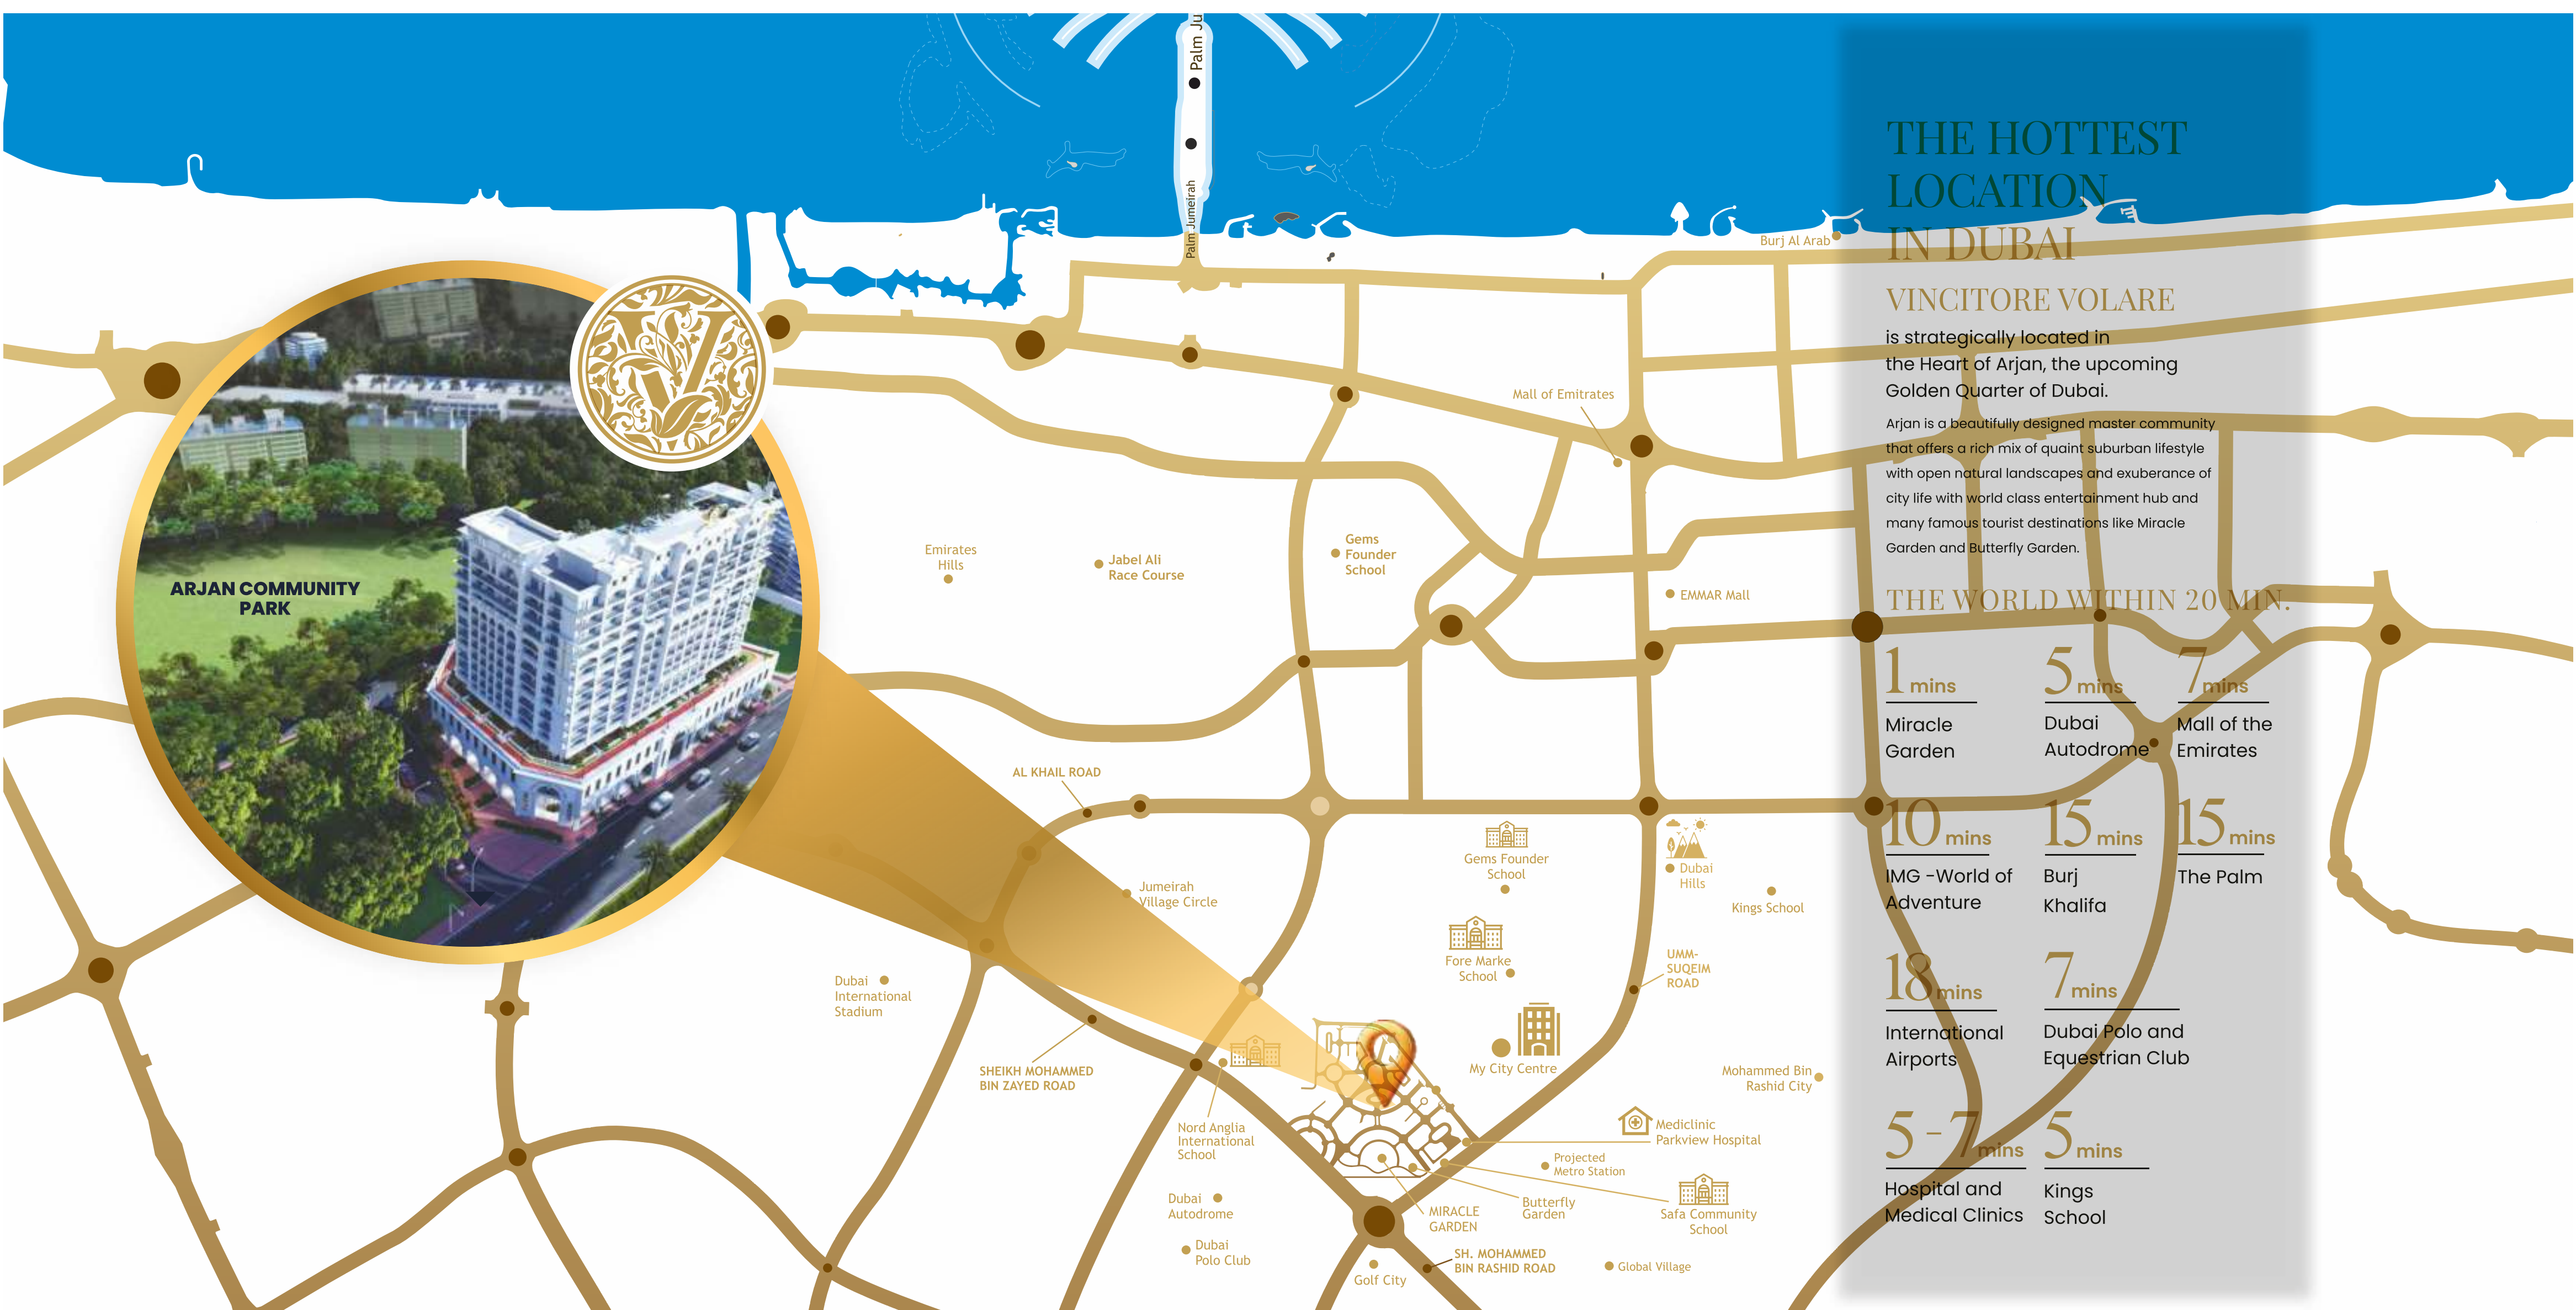 Palm Ju
Palm Jumeirah
Burj Al Arab
Mall of Emitrates
ARJAN COMMUNITY
PARK
Emirates
Hills
Jabel Ali
Race Course
Gems
Founder
School
EMMAR Mall
AL KHAIL ROAD
Jumeirah
Village Circle
Gems Founder
School
Dubai
Hills
Kings School
Fore Marke
School
UMM-
SUQEIM
ROAD
Dubai
International
Stadium
SHEIKH MOHAMMED
BIN ZAYED ROAD
My City Centre
Mohammed Bin
Rashid City
Nord Anglia
International
School
Mediclinic
Parkview Hospital
Projected
Metro Station
Dubai
Autodrome
MIRACLE
GARDEN
Butterfly
Garden
Safa Community
School
Dubai
Polo Club
SH. MOHAMMED
BIN RASHID ROAD
Golf City
Global Village
THE HOTTEST
LOCATION
IN DUBAI
VINCITORE VOLARE
is strategically located in
the Heart of Arjan, the upcoming
Golden Quarter of Dubai.
Arjan is a beautifully designed master community
that offers a rich mix of quaint suburban lifestyle
with open natural landscapes and exuberance of
city life with world class entertainment hub and
many famous tourist destinations like Miracle
Garden and Butterfly Garden.
THE WORLD WITHIN 20 MIN.
1 mins
Miracle
Garden
5 mins
Dubai
Autodrome
7 mins
Mall of the
Emirates
10 mins
IMG -World of
Adventure
15 mins
Burj
Khalifa
15 mins
The Palm
18 mins
International
Airports
7 mins
Dubai Polo and
Equestrian Club
5 - 7 mins
Hospital and
Medical Clinics
5 mins
Kings
School